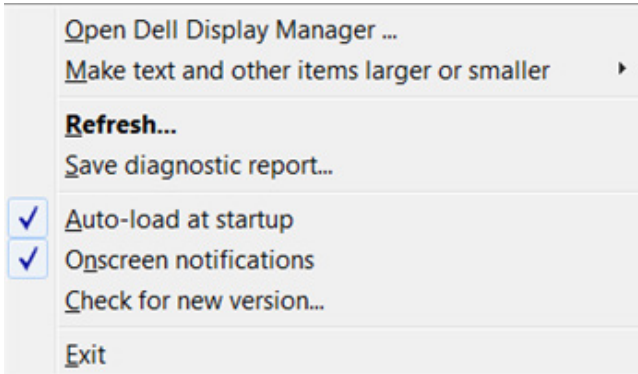 Open Dell Display Manager ...
Make text and other items larger or smaller
Refresh...
Save diagnostic report...
Auto-load at startup
Onscreen notifications
Check for new version...
Exit